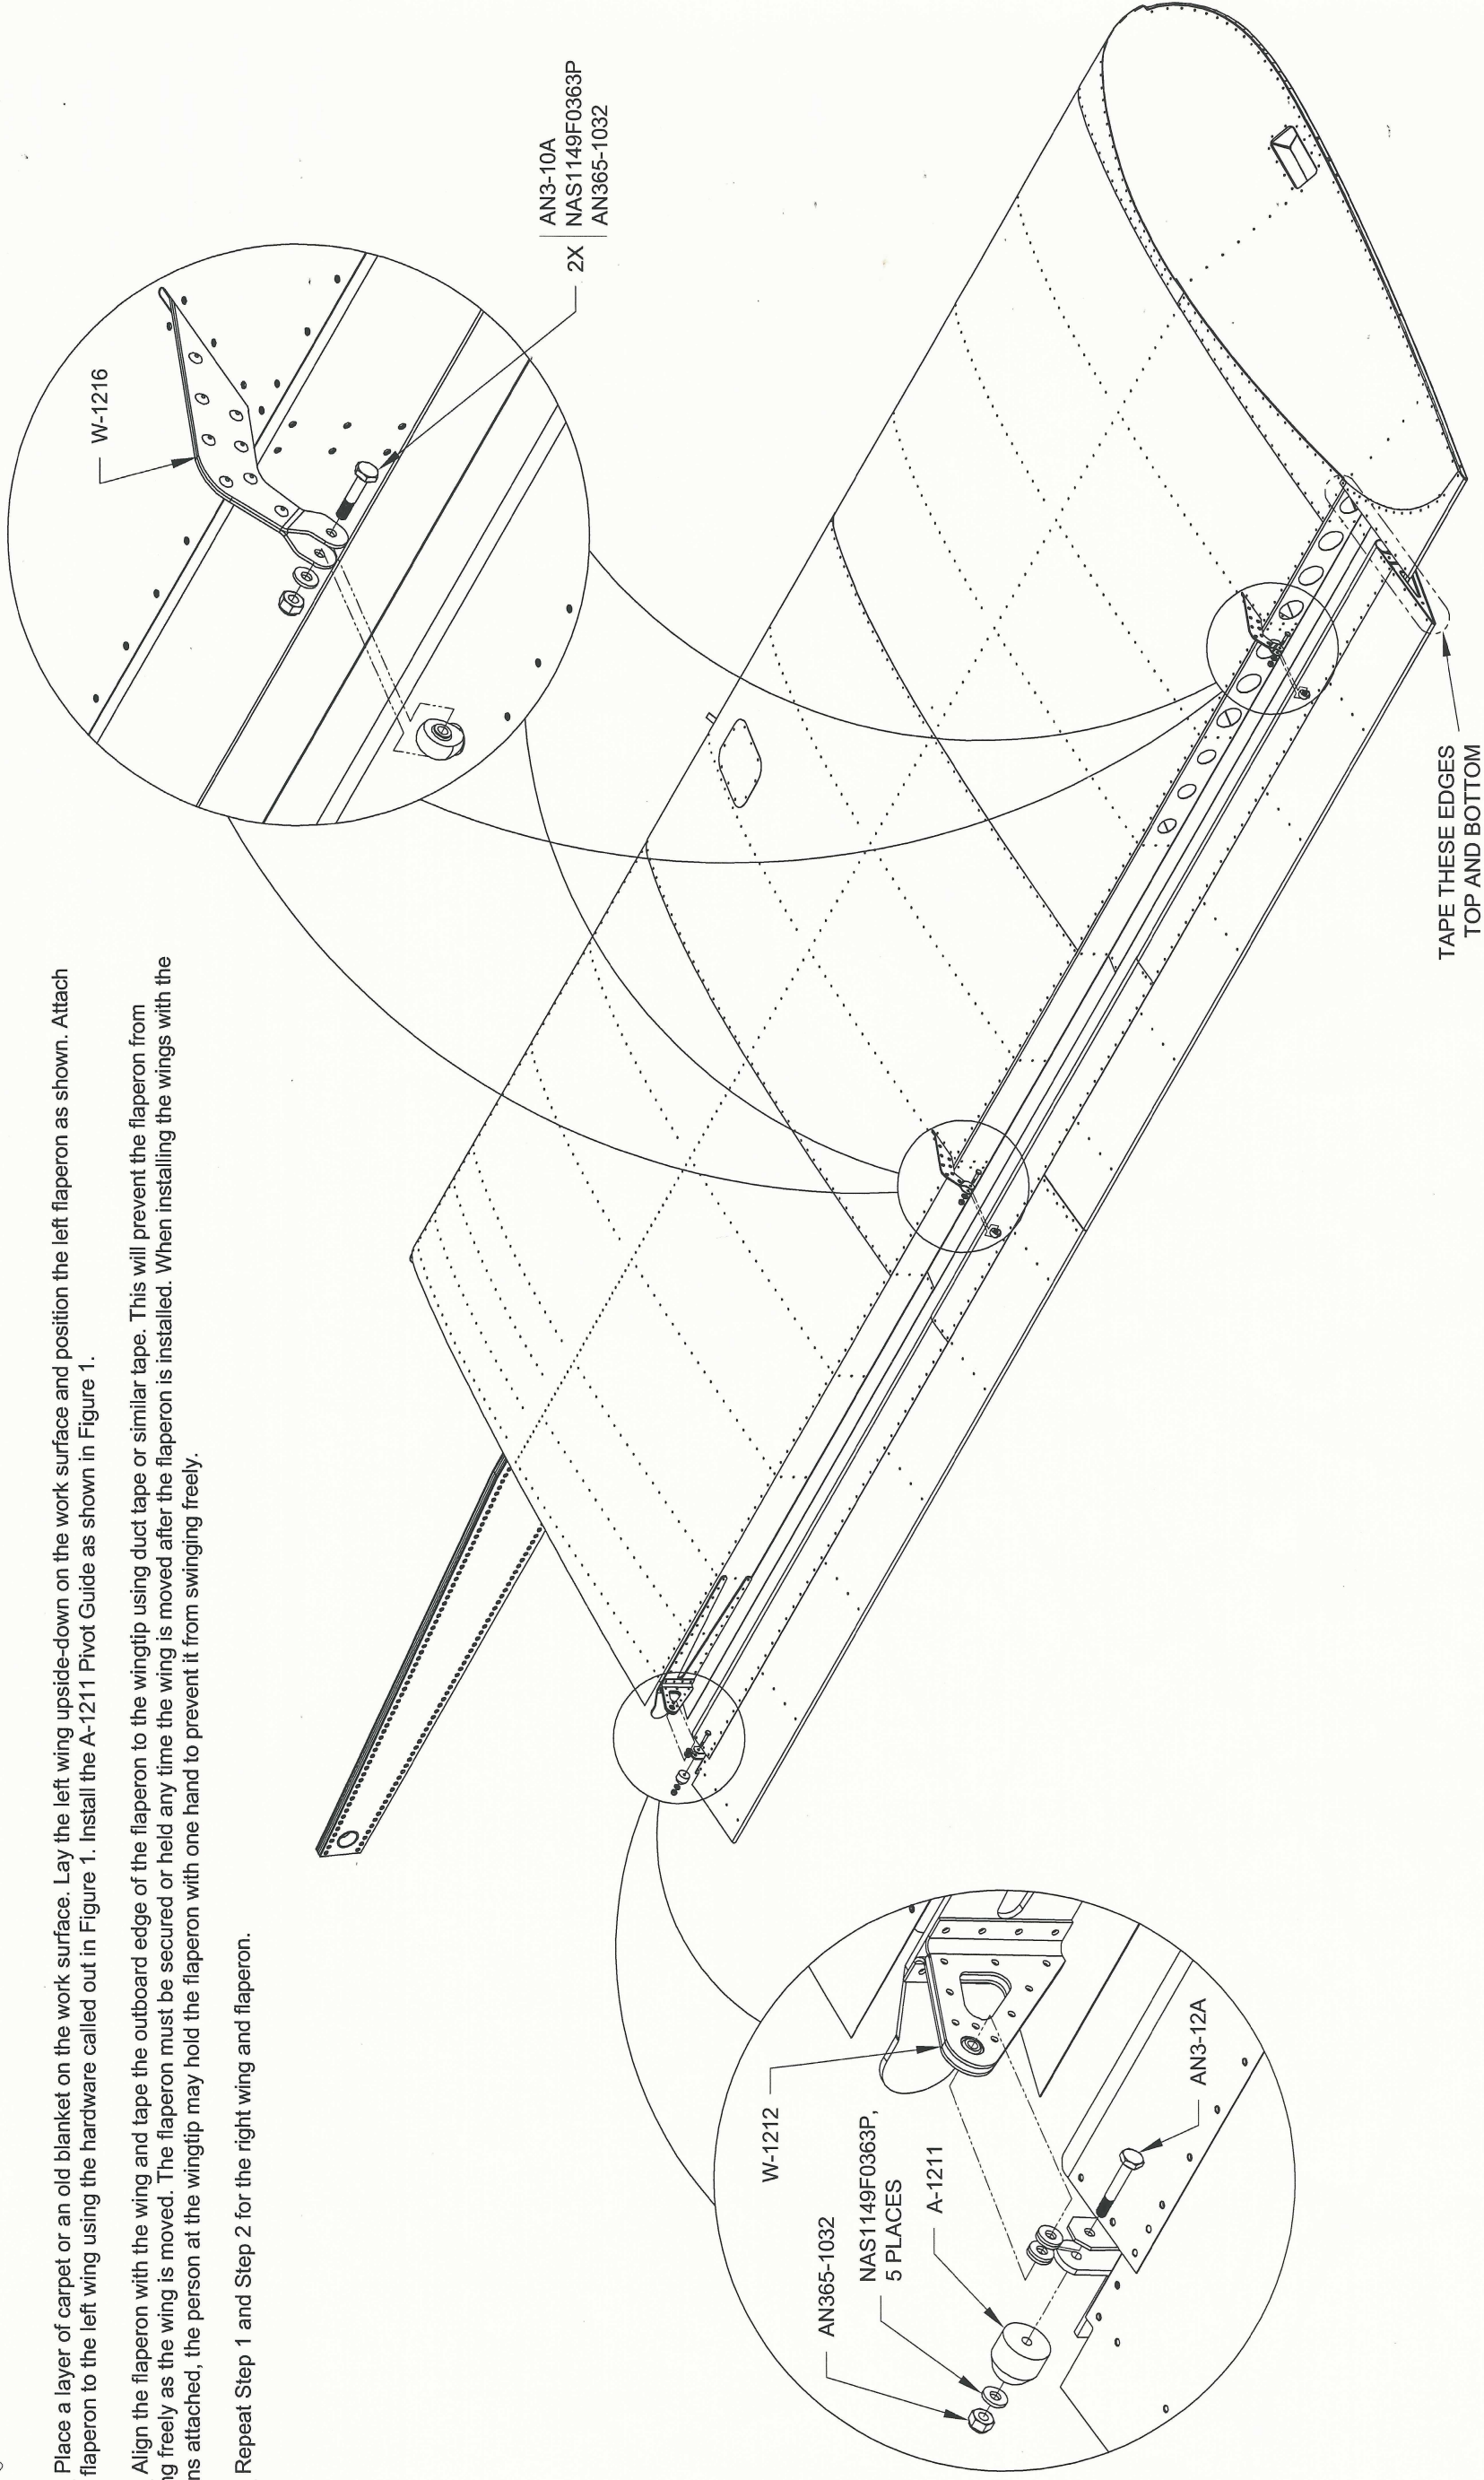 Place a layer of carpet or an old blanket on the work surface. Lay the left wing upside-down on the work surface and position the left flaperon as shown. Attach
flaperon to the left wing using the hardware called out in Figure 1. Install the A-1211 Pivot Guide as shown in Figure 1.
Align the flaperon with the wing and tape the outboard edge of the flaperon to the wingtip using duct tape or similar tape. This will prevent the flaperon from
ng freely as the wing is moved. The flaperon must be secured or held any time the wing is moved after the flaperon is installed. When installing the wings with the
ns attached, the person at the wingtip may hold the flaperon with one hand to prevent it from swinging freely.
Repeat Step 1 and Step 2 for the right wing and flaperon.
W-1216
2X
AN3-10A
NAS1149F0363P
AN365-1032
W-1212
AN365-1032
NAS1149F0363P,
5 PLACES
A-1211
AN3-12A
TAPE THESE EDGES
TOP AND BOTTOM